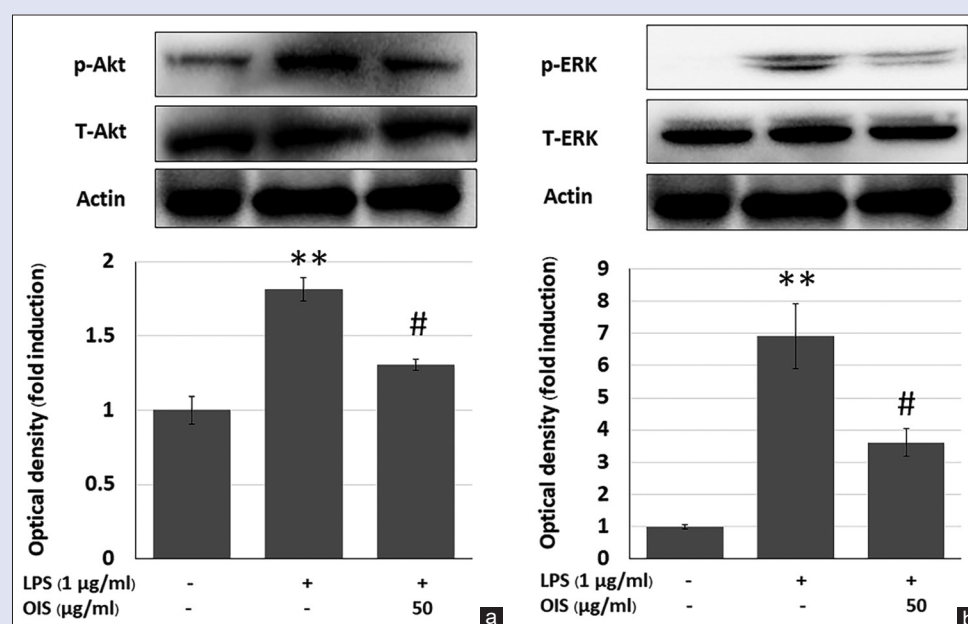 p-Akt
T-Akt
Actin
Optical density (fold induction)
2
1.5
1
0.5
0
**
#
LPS (1 µg/ml) - + +
OIS (µg/ml) - - 50
a
p-ERK
T-ERK
Actin
Optical density (fold induction)
9
8
7
6
5
4
3
2
1
0
**
#
LPS (1 µg/ml) - + +
OIS (µg/ml) - - 50
b